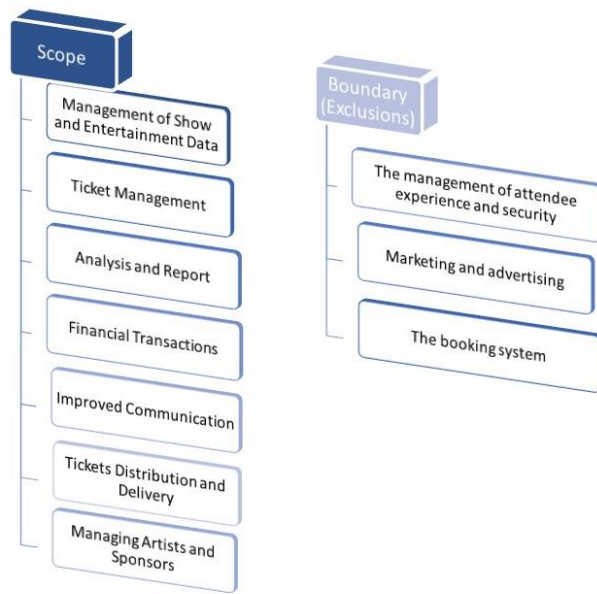 Scope
Management of Show
and Entertainment Data
Ticket Management
Analysis and Report
Financial Transactions
Improved Communication
Tickets Distribution and
Delivery
Managing Artists and
Sponsors
Boundary
(Exclusions)
The management of attendee
experience and security
Marketing and advertising
The booking system